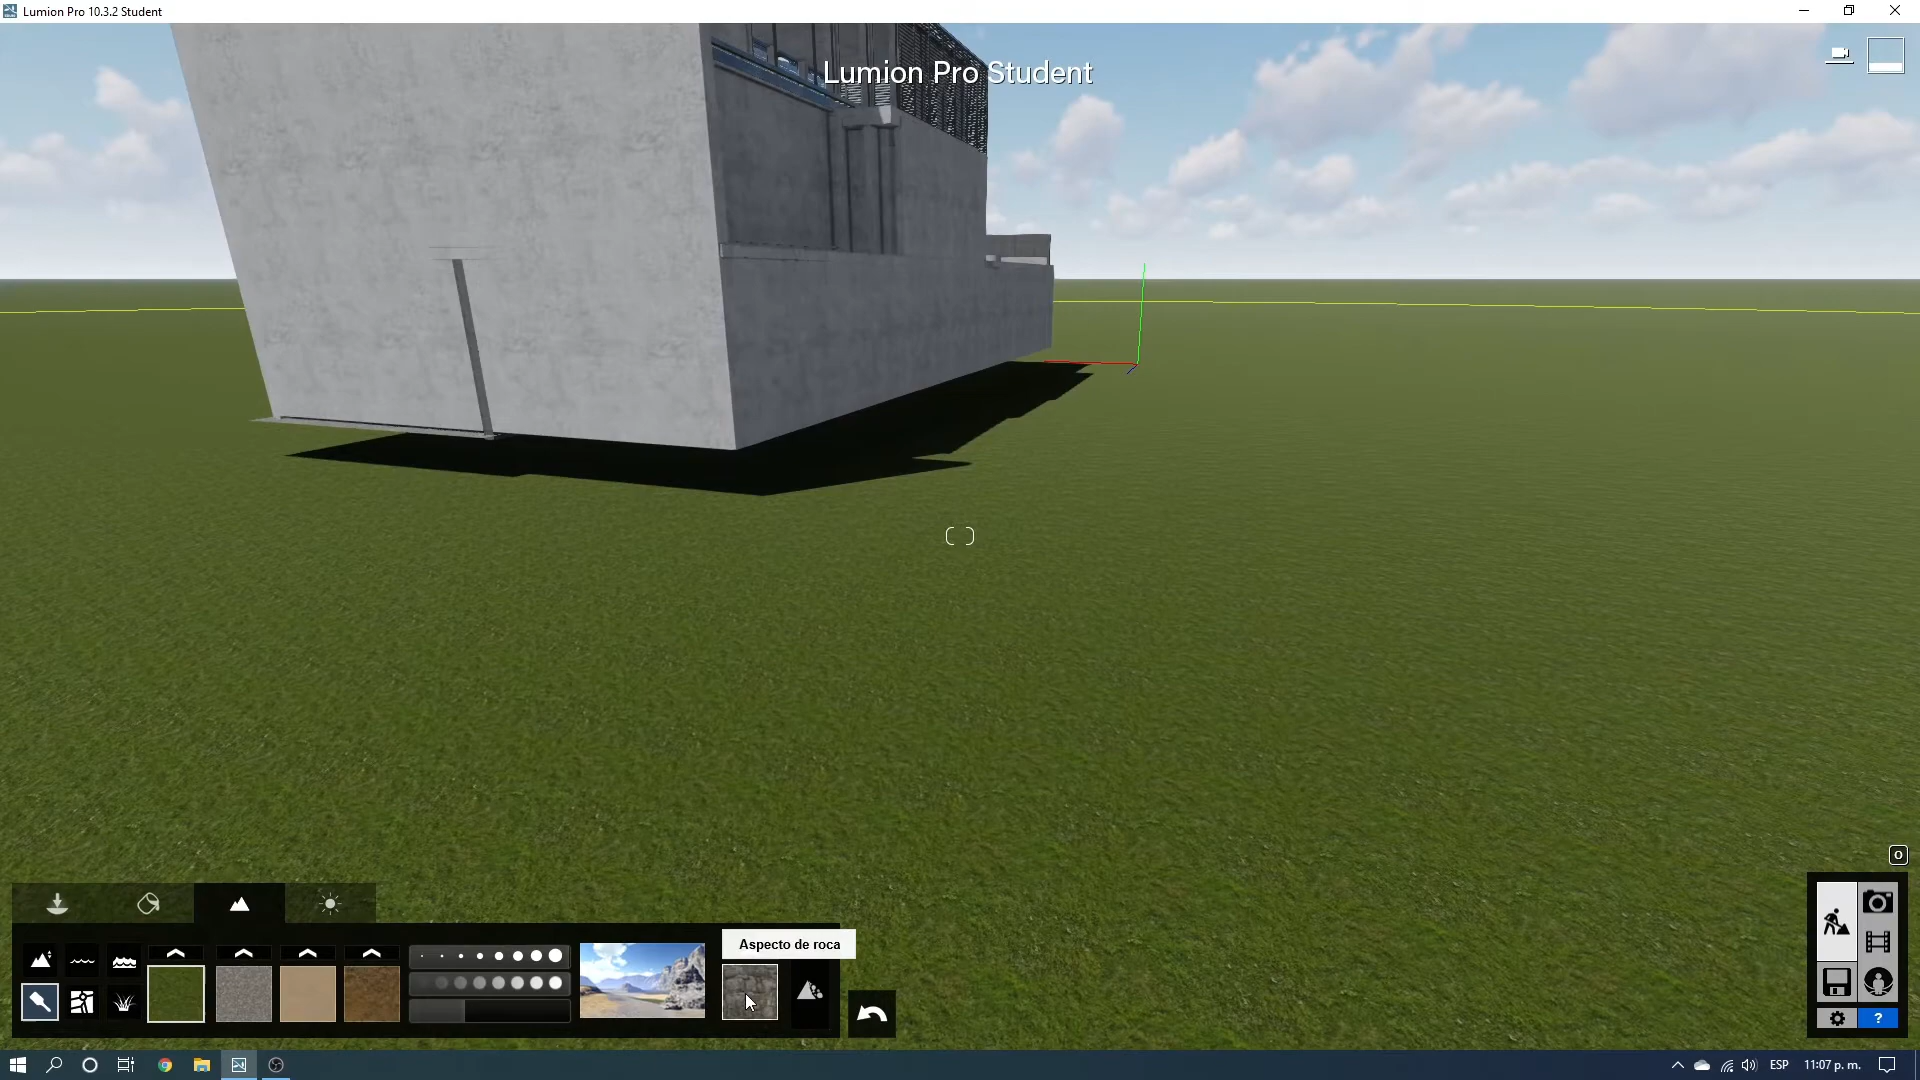 Lumion Pro 10.3.2 Student
Lumion Pro Student
O
Aspecto de roca
?
ESP
11:07 p. m.